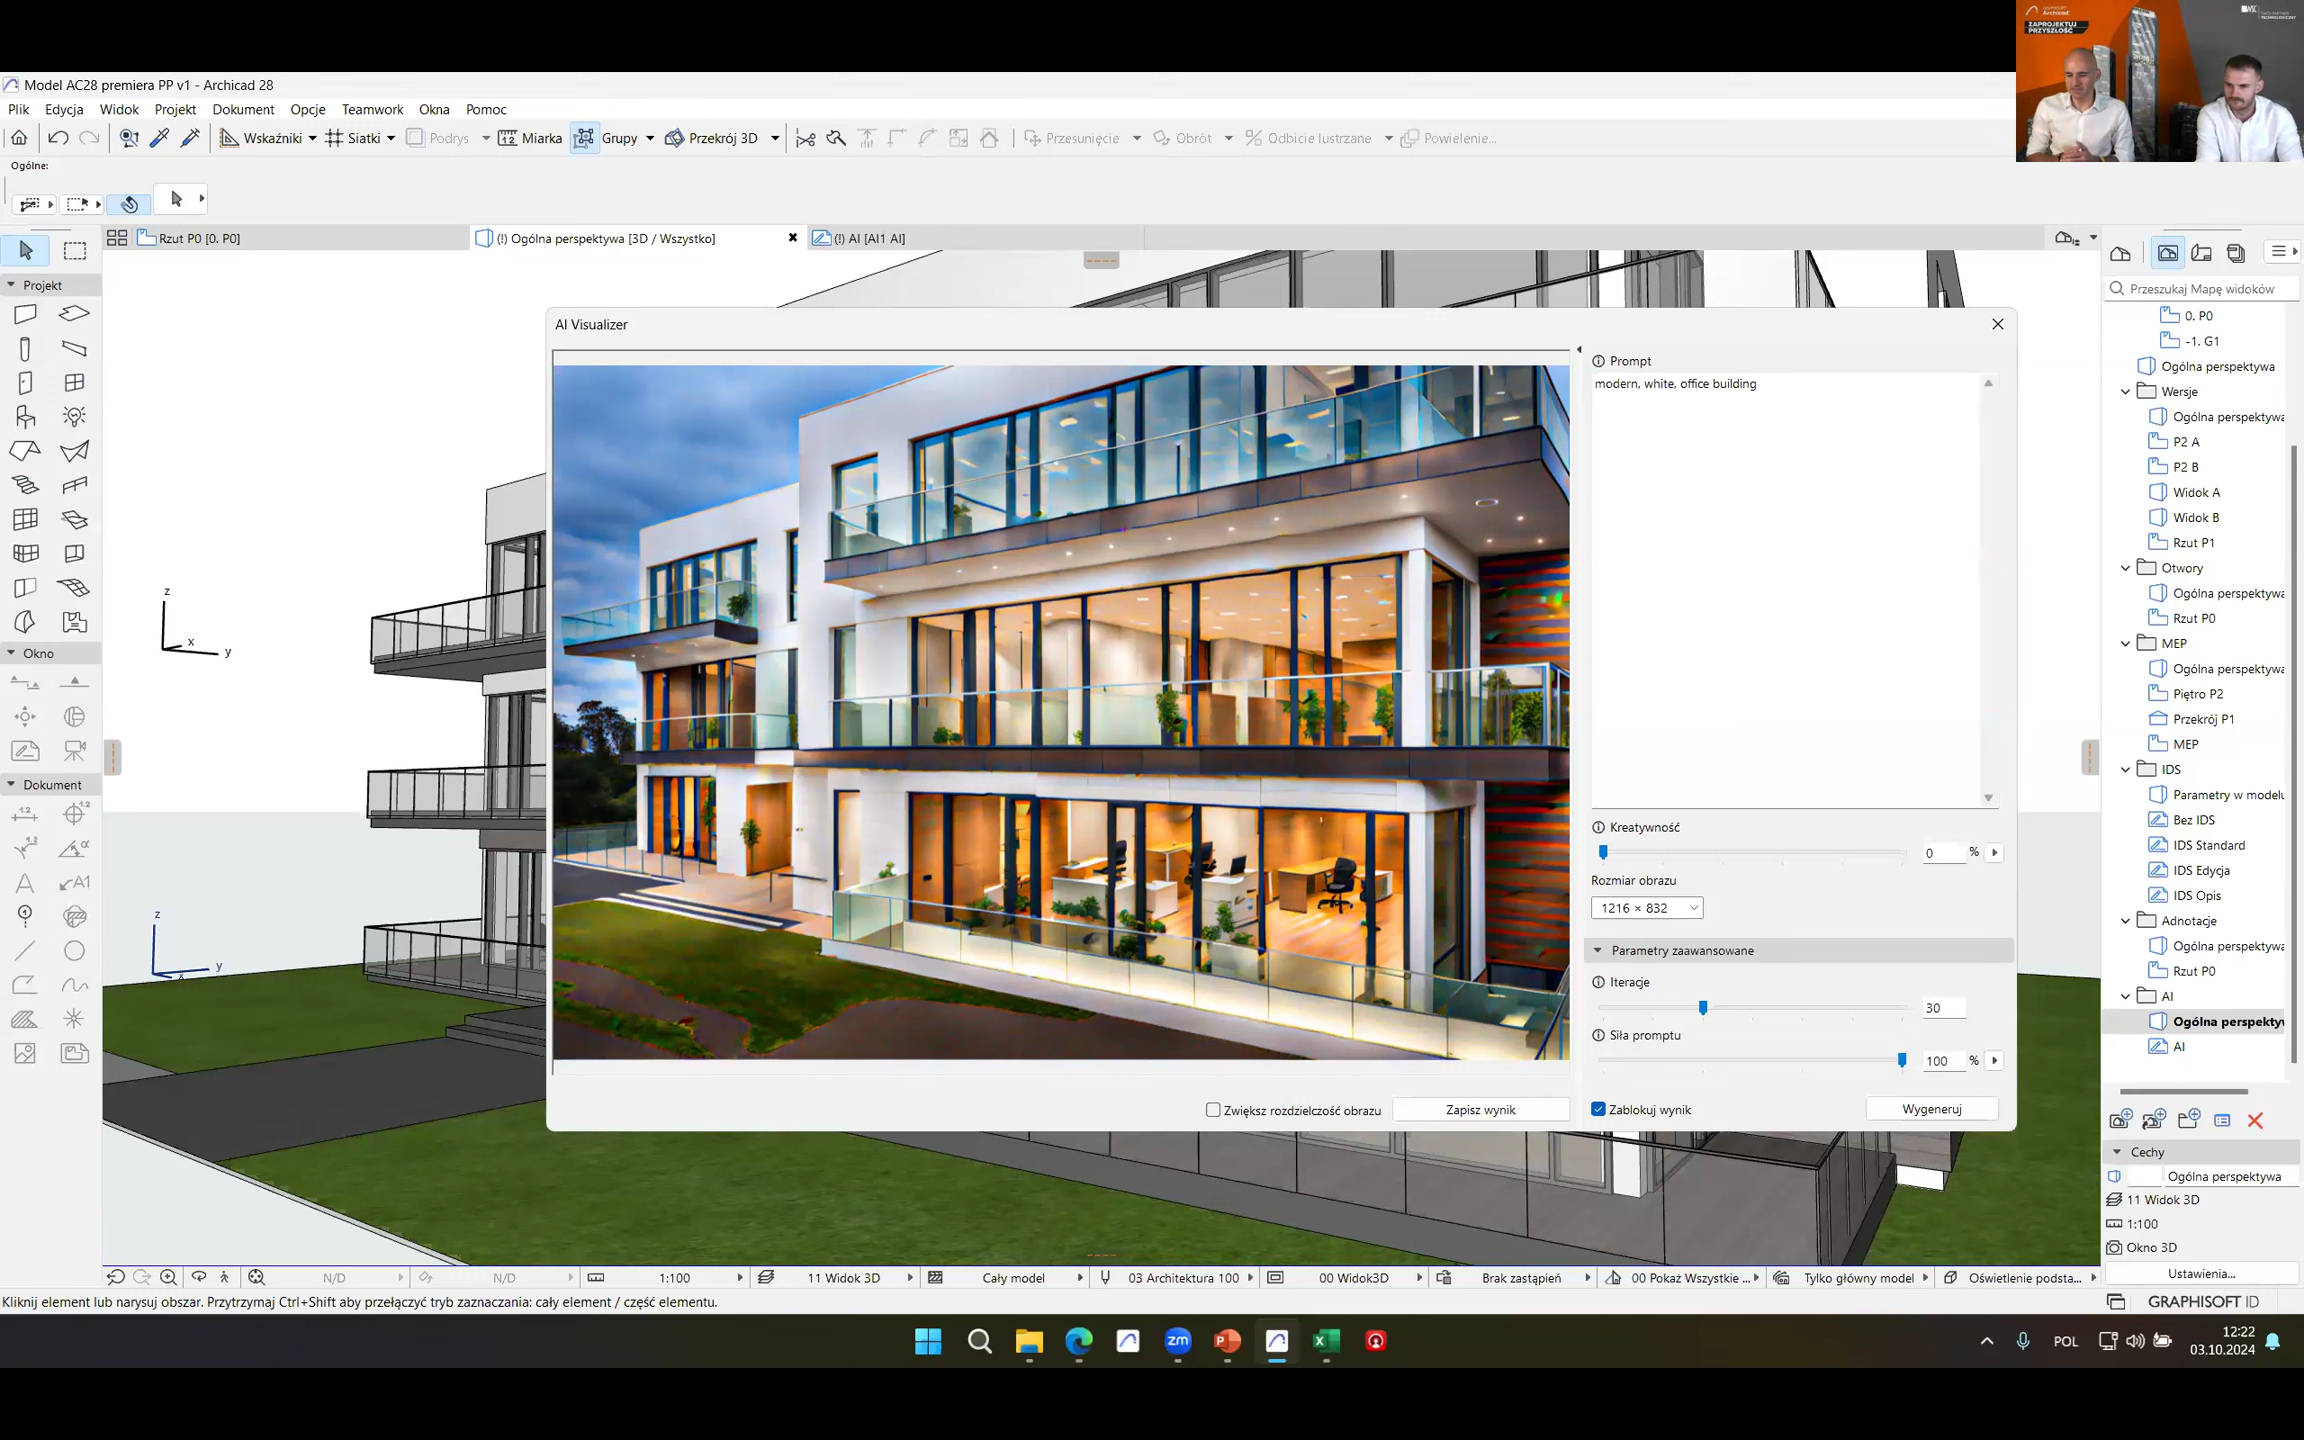 GRAPHISOFT
Archicad
ZAPROJEKTUJ
PRZYSZŁOŚĆ
Model AC28 premiera PP v1 - Archicad 28
Plik Edycja Widok Projekt Dokument Opcje Teamwork Okna Pomoc
Wskaźniki Siatki Podrys Miarka Grupy Przekrój 3D Przesunięcie Obrót Odbicie lustrzane Powielenie...
Ogólne:
Rzut P0 [0. P0] (!) Ogólna perspektywa [3D / Wszystko] (!) AI [AI1 AI]
Projekt
Okno
Dokument
z
x
y
z
x
y
AI Visualizer
Prompt
modern, white, office building
Kreatywność
0 %
Rozmiar obrazu
1216 × 832
Parametry zaawansowane
Iteracje
30
Siła promptu
100 %
Zwiększ rozdzielczość obrazu
Zapisz wynik
Zablokuj wynik
Wygeneruj
Przeszukaj Mapę widoków
0. P0
-1. G1
Ogólna perspektywa
Wersje
Ogólna perspektywa
P2 A
P2 B
Widok A
Widok B
Rzut P1
Otwory
Ogólna perspektywa
Rzut P0
MEP
Ogólna perspektywa
Piętro P2
Przekrój P1
MEP
IDS
Parametry w modelu
Bez IDS
IDS Standard
IDS Edycja
IDS Opis
Adnotacje
Ogólna perspektywa
Rzut P0
AI
Ogólna perspektyw
AI
Cechy
Ogólna perspektywa
11 Widok 3D
1:100
Okno 3D
Ustawienia...
N/D N/D 1:100 11 Widok 3D Cały model 03 Architektura 100 00 Widok3D Brak zastąpień 00 Pokaż Wszystkie ... Tylko główny model Oświetlenie podsta...
Kliknij element lub narysuj obszar. Przytrzymaj Ctrl+Shift aby przełączyć tryb zaznaczania: cały element / część elementu.
GRAPHISOFT ID
zm
POL
12:22
03.10.2024